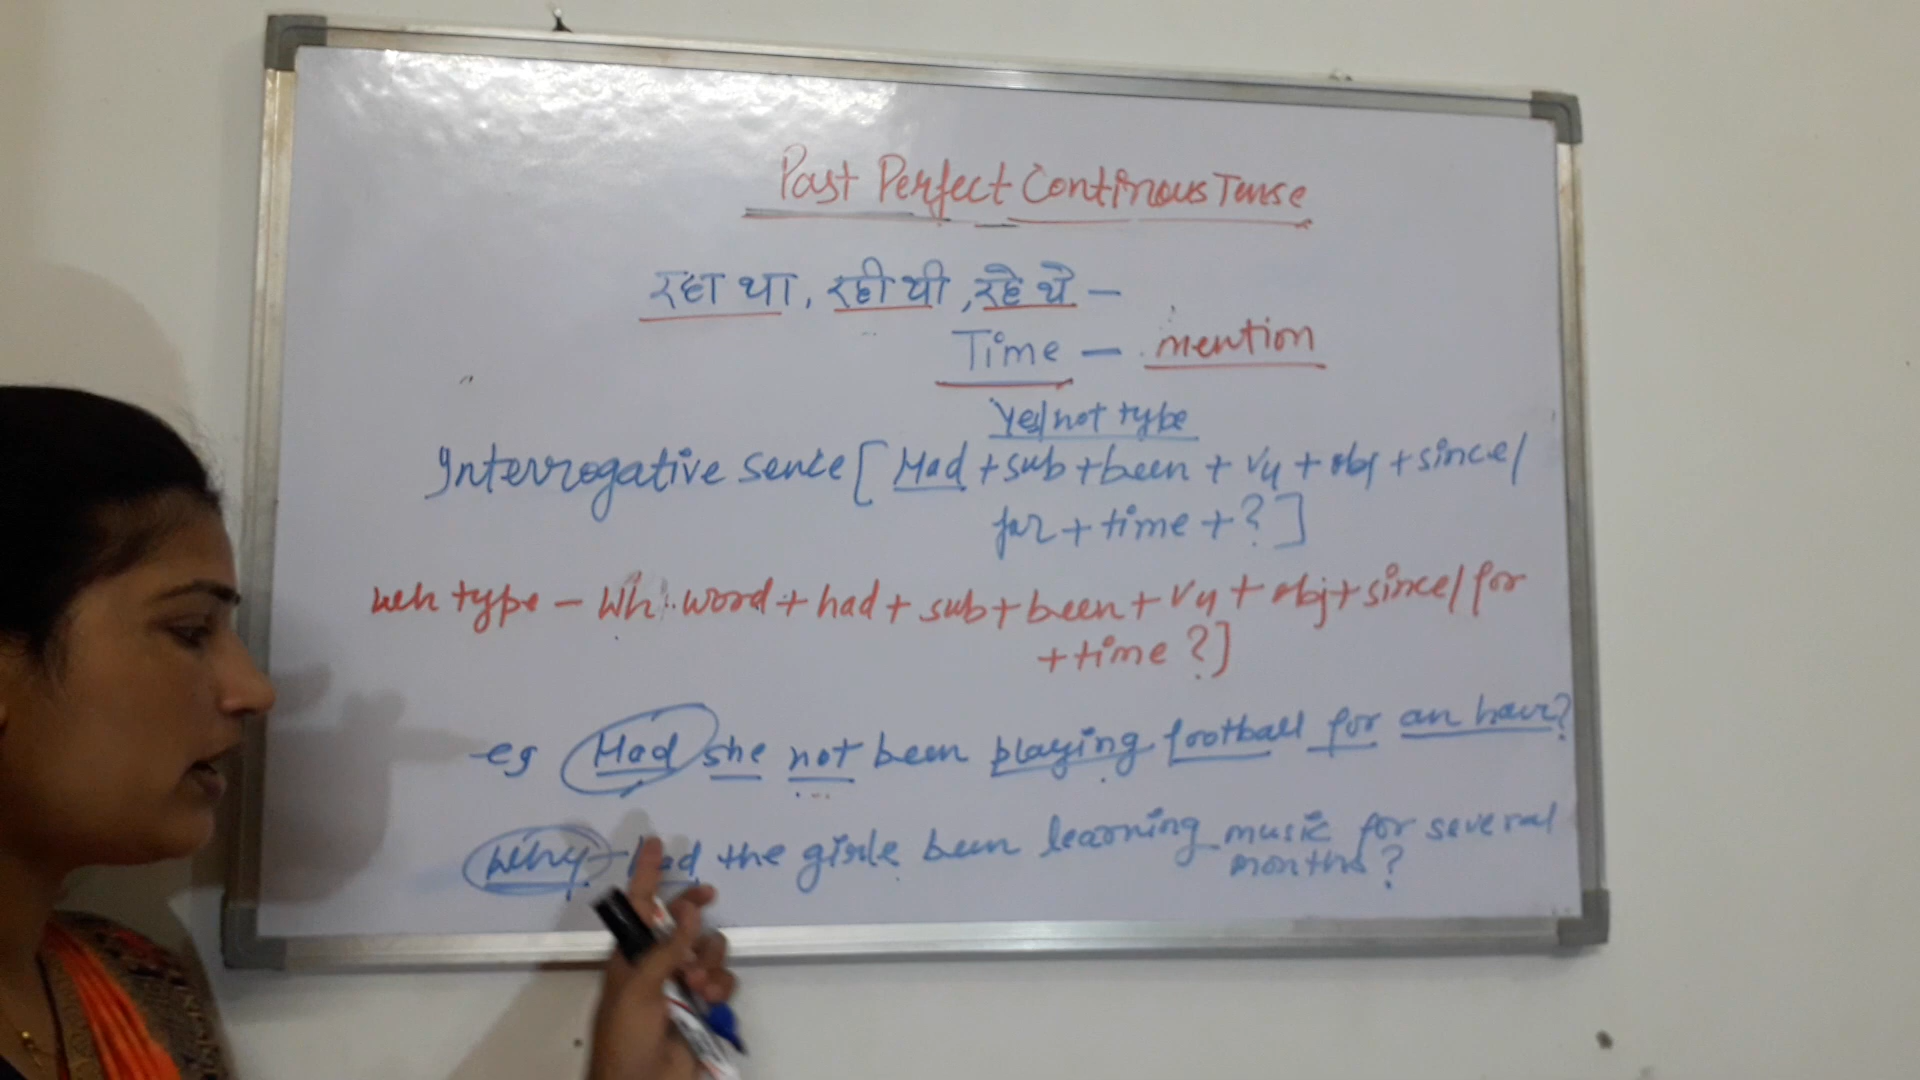 Past Perfect Continous Tense
रहा था, रही थी, रहे थे –
Time – mention
Yes/not type
Interrogative sence [Had + sub + been + V4 + obj + since/
for + time + ?]
wh type – Wh. word + had + sub + been + V4 + obj + since/for
+ time ?]
eg Had she not been playing football for an hour?
Why had the girls been learning music for several
months?